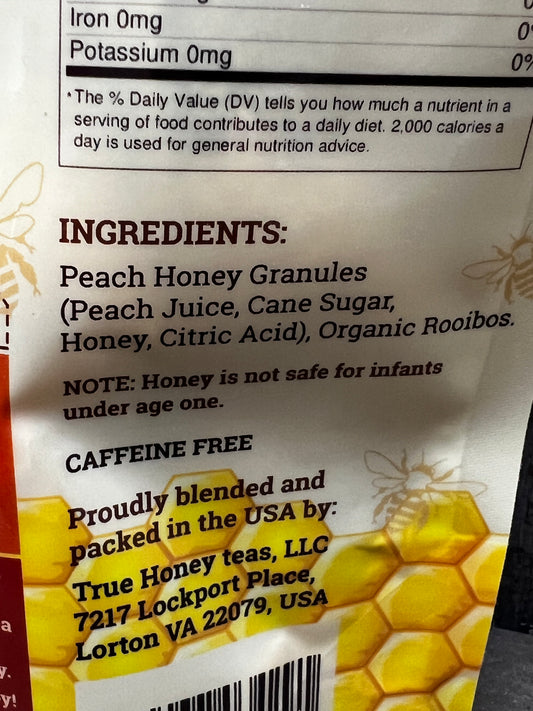 Iron 0mg
Potassium 0mg 0%
*The % Daily Value (DV) tells you how much a nutrient in a
serving of food contributes to a daily diet. 2,000 calories a
day is used for general nutrition advice.
INGREDIENTS:
Peach Honey Granules
(Peach Juice, Cane Sugar,
Honey, Citric Acid), Organic Rooibos.
NOTE: Honey is not safe for infants
under age one.
CAFFEINE FREE
Proudly blended and
packed in the USA by:
True Honey teas, LLC
7217 Lockport Place,
Lorton VA 22079, USA